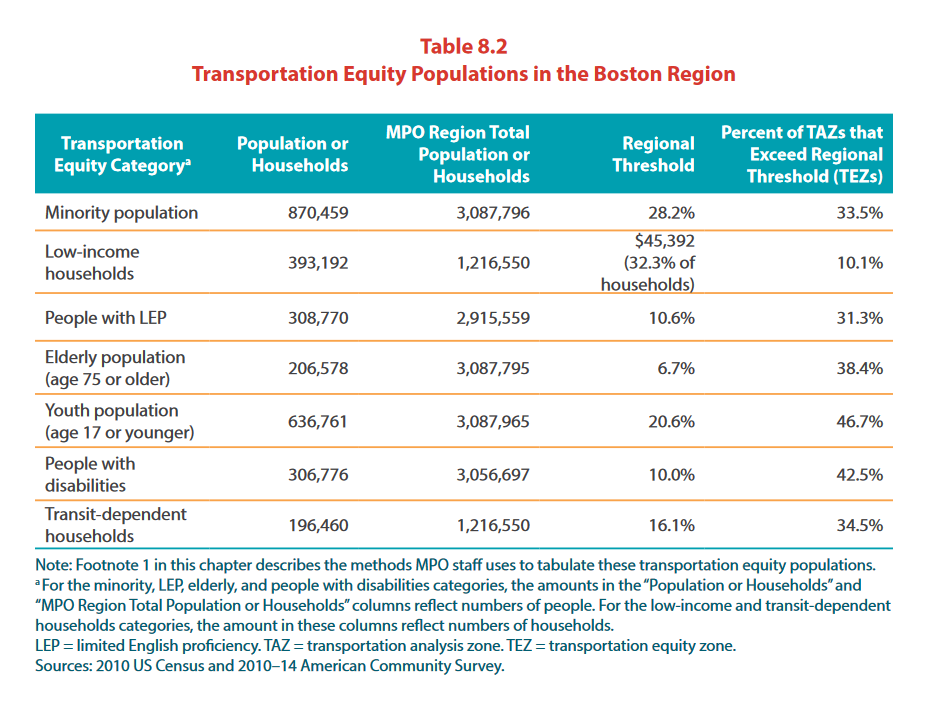 Table 8.2
Transportation Equity Populations in the Boston Region
Transportation Equity Categoryª Population or Households MPO Region Total Population or Households Regional Threshold Percent of TAZs that Exceed Regional Threshold (TEZs)
Minority population 870,459 3,087,796 28.2% 33.5%
Low-income households 393,192 1,216,550 $45,392 (32.3% of households) 10.1%
People with LEP 308,770 2,915,559 10.6% 31.3%
Elderly population (age 75 or older) 206,578 3,087,795 6.7% 38.4%
Youth population (age 17 or younger) 636,761 3,087,965 20.6% 46.7%
People with disabilities 306,776 3,056,697 10.0% 42.5%
Transit-dependent households 196,460 1,216,550 16.1% 34.5%
Note: Footnote 1 in this chapter describes the methods MPO staff uses to tabulate these transportation equity populations.
ª For the minority, LEP, elderly, and people with disabilities categories, the amounts in the “Population or Households” and
“MPO Region Total Population or Households” columns reflect numbers of people. For the low-income and transit-dependent
households categories, the amount in these columns reflect numbers of households.
LEP = limited English proficiency. TAZ = transportation analysis zone. TEZ = transportation equity zone.
Sources: 2010 US Census and 2010–14 American Community Survey.